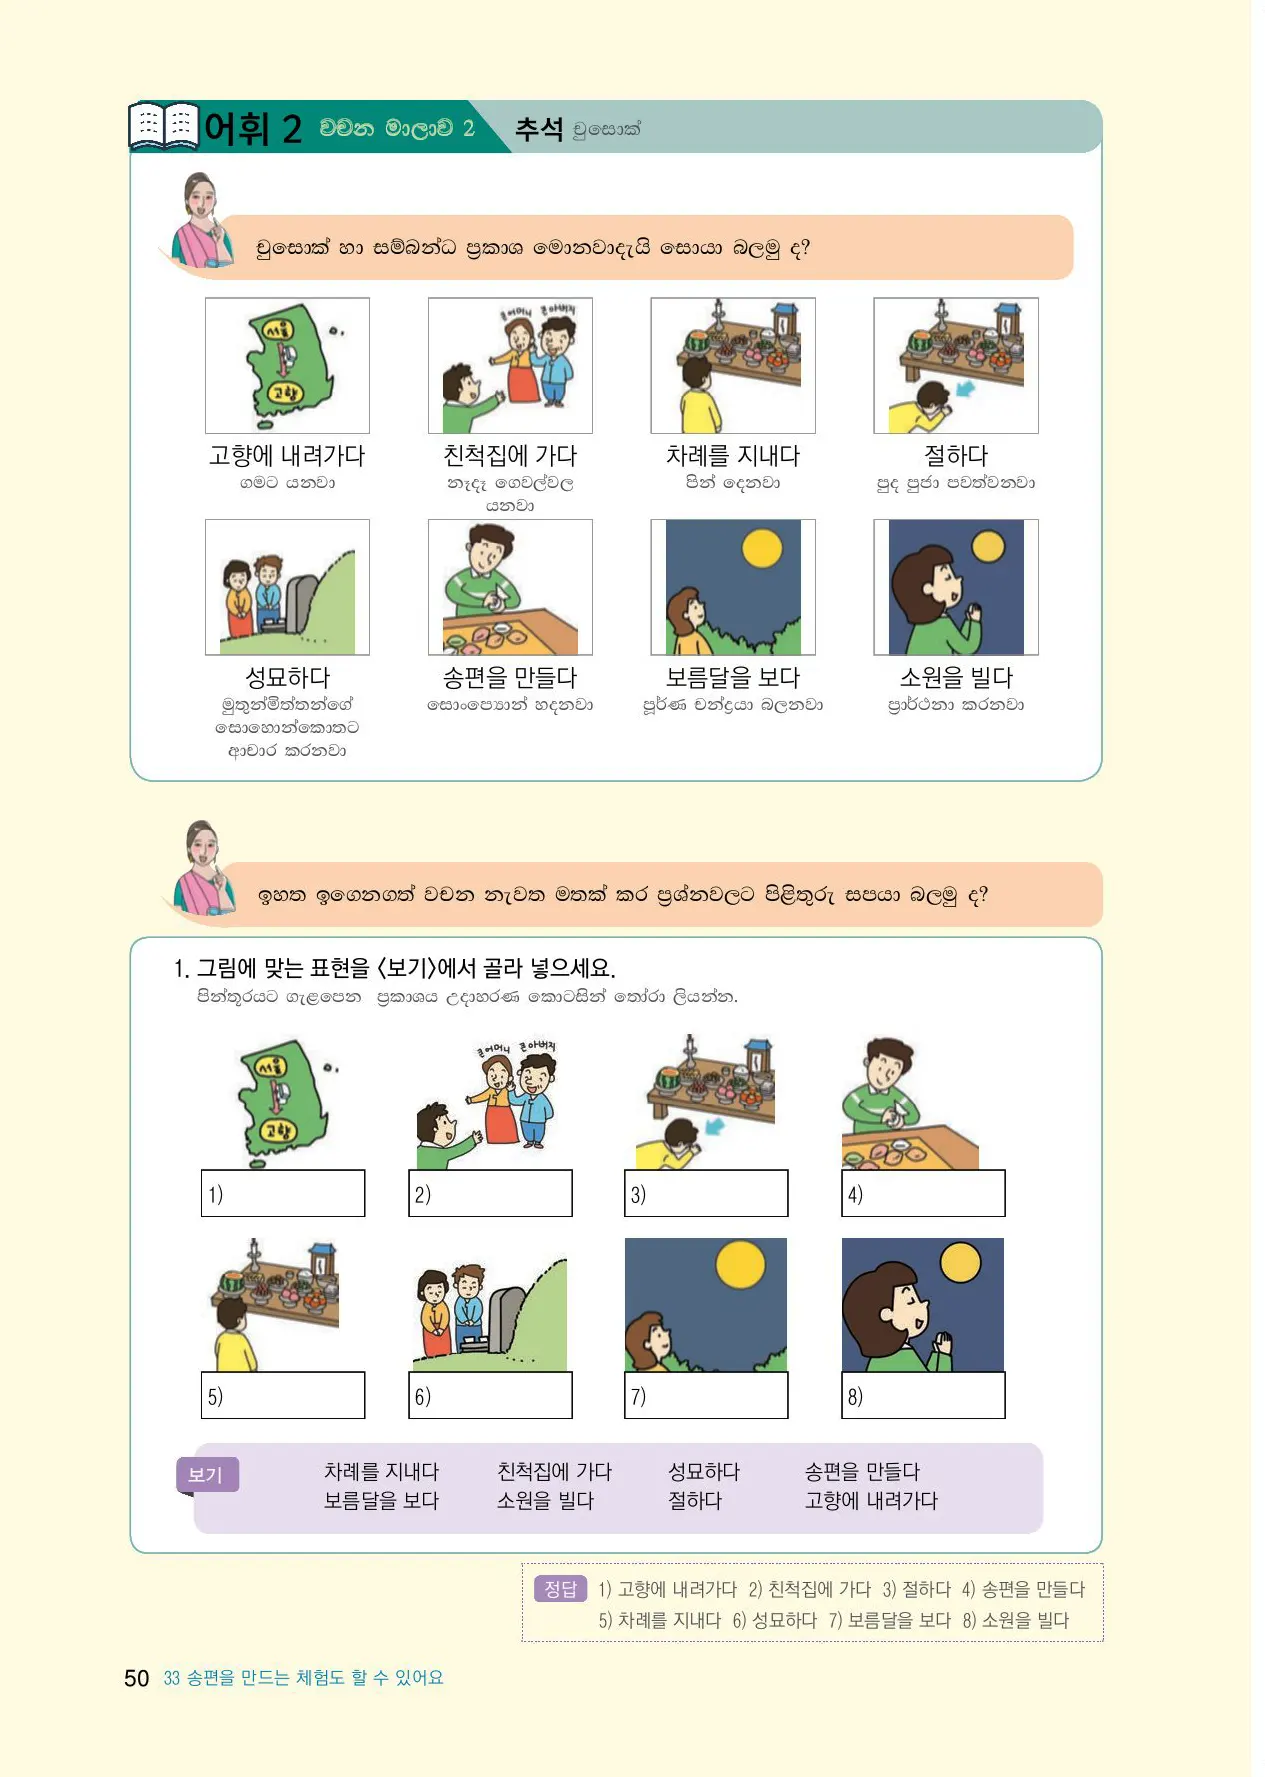 어휘 2 වචන මාලාව 2 추석 චුසොක්
චුසොක් හා සම්බන්ධ ප්‍රකාශ මොනවාදැයි සොයා බලමු ද?
서울
고향
큰어머니 큰아버지
고향에 내려가다 친척집에 가다 차례를 지내다 절하다
ගමට යනවා නෑදෑ ගෙවල්වල පින් දෙනවා පුද පුජා පවත්වනවා
යනවා
성묘하다 송편을 만들다 보름달을 보다 소원을 빌다
මුතුන්මිත්තන්ගේ සොංප්‍යොන් හදනවා පූර්ණ චන්ද්‍රයා බලනවා ප්‍රාර්ථනා කරනවා
සොහොන්කොතට
ආචාර කරනවා
ඉහත ඉගෙනගත් වචන නැවත මතක් කර ප්‍රශ්නවලට පිළිතුරු සපයා බලමු ද?
1. 그림에 맞는 표현을 〈보기〉에서 골라 넣으세요.
පින්තූරයට ගැළපෙන ප්‍රකාශය උදාහරණ කොටසින් තෝරා ලියන්න.
서울
고향
큰어머니 큰아버지
1) 2) 3) 4)
5) 6) 7) 8)
보기 차례를 지내다 친척집에 가다 성묘하다 송편을 만들다
보름달을 보다 소원을 빌다 절하다 고향에 내려가다
정답 1) 고향에 내려가다 2) 친척집에 가다 3) 절하다 4) 송편을 만들다
5) 차례를 지내다 6) 성묘하다 7) 보름달을 보다 8) 소원을 빌다
50 33 송편을 만드는 체험도 할 수 있어요